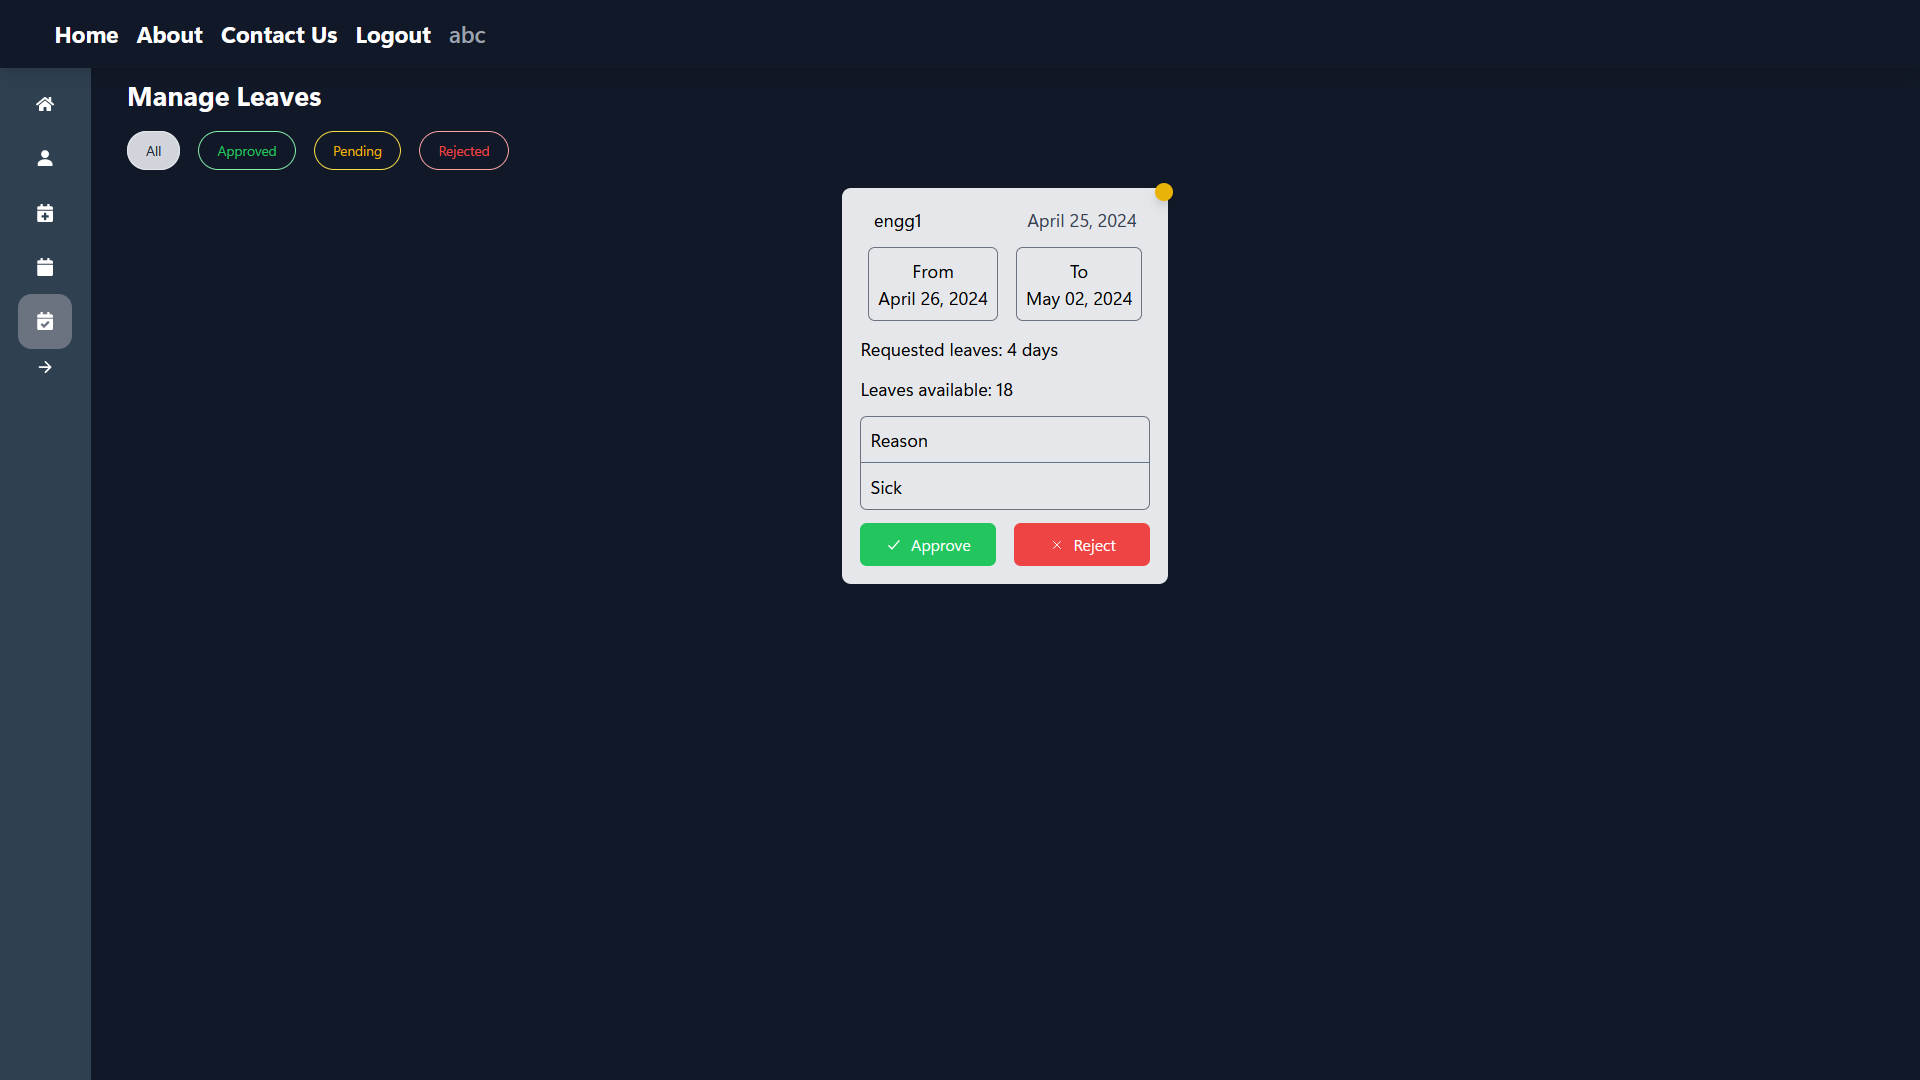 Home About Contact Us Logout abc
Manage Leaves
All Approved Pending Rejected
engg1 April 25, 2024
From
April 26, 2024
To
May 02, 2024
Requested leaves: 4 days
Leaves available: 18
Reason
Sick
Approve Reject